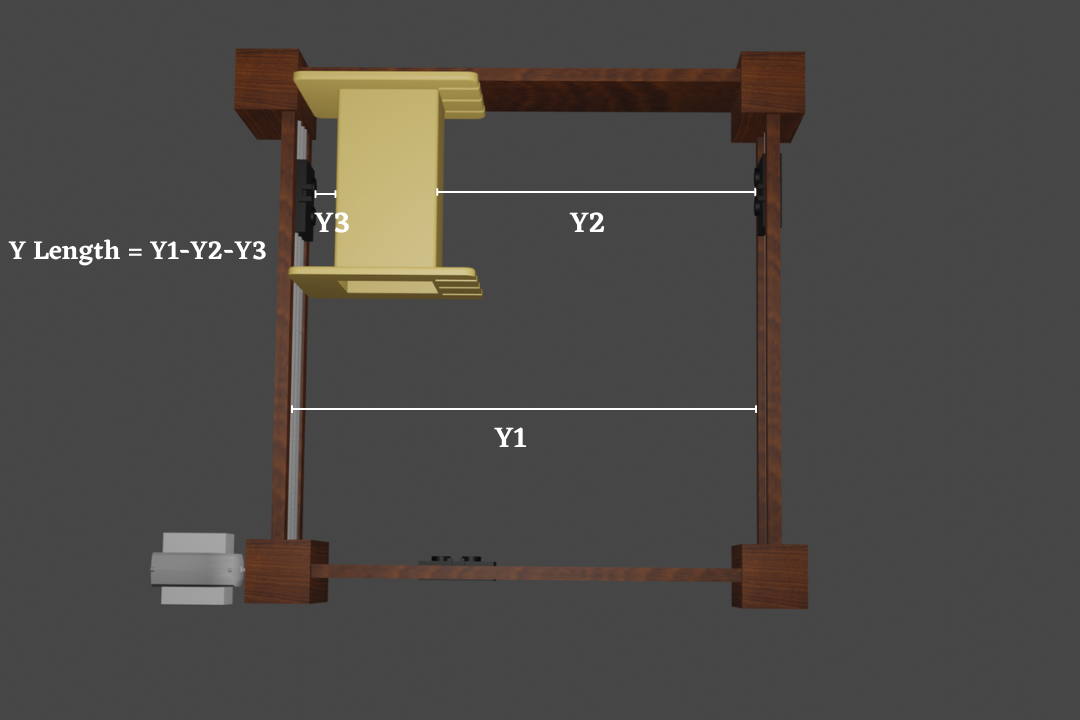 Y3
Y2
Y Length = Y1-Y2-Y3
Y1